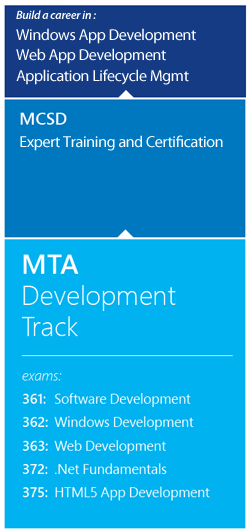 Build a career in :
Windows App Development
Web App Development
Application Lifecycle Mgmt
MCSD
Expert Training and Certification
MTA
Development
Track
exams:
361: Software Development
362: Windows Development
363: Web Development
372: .Net Fundamentals
375: HTML5 App Development